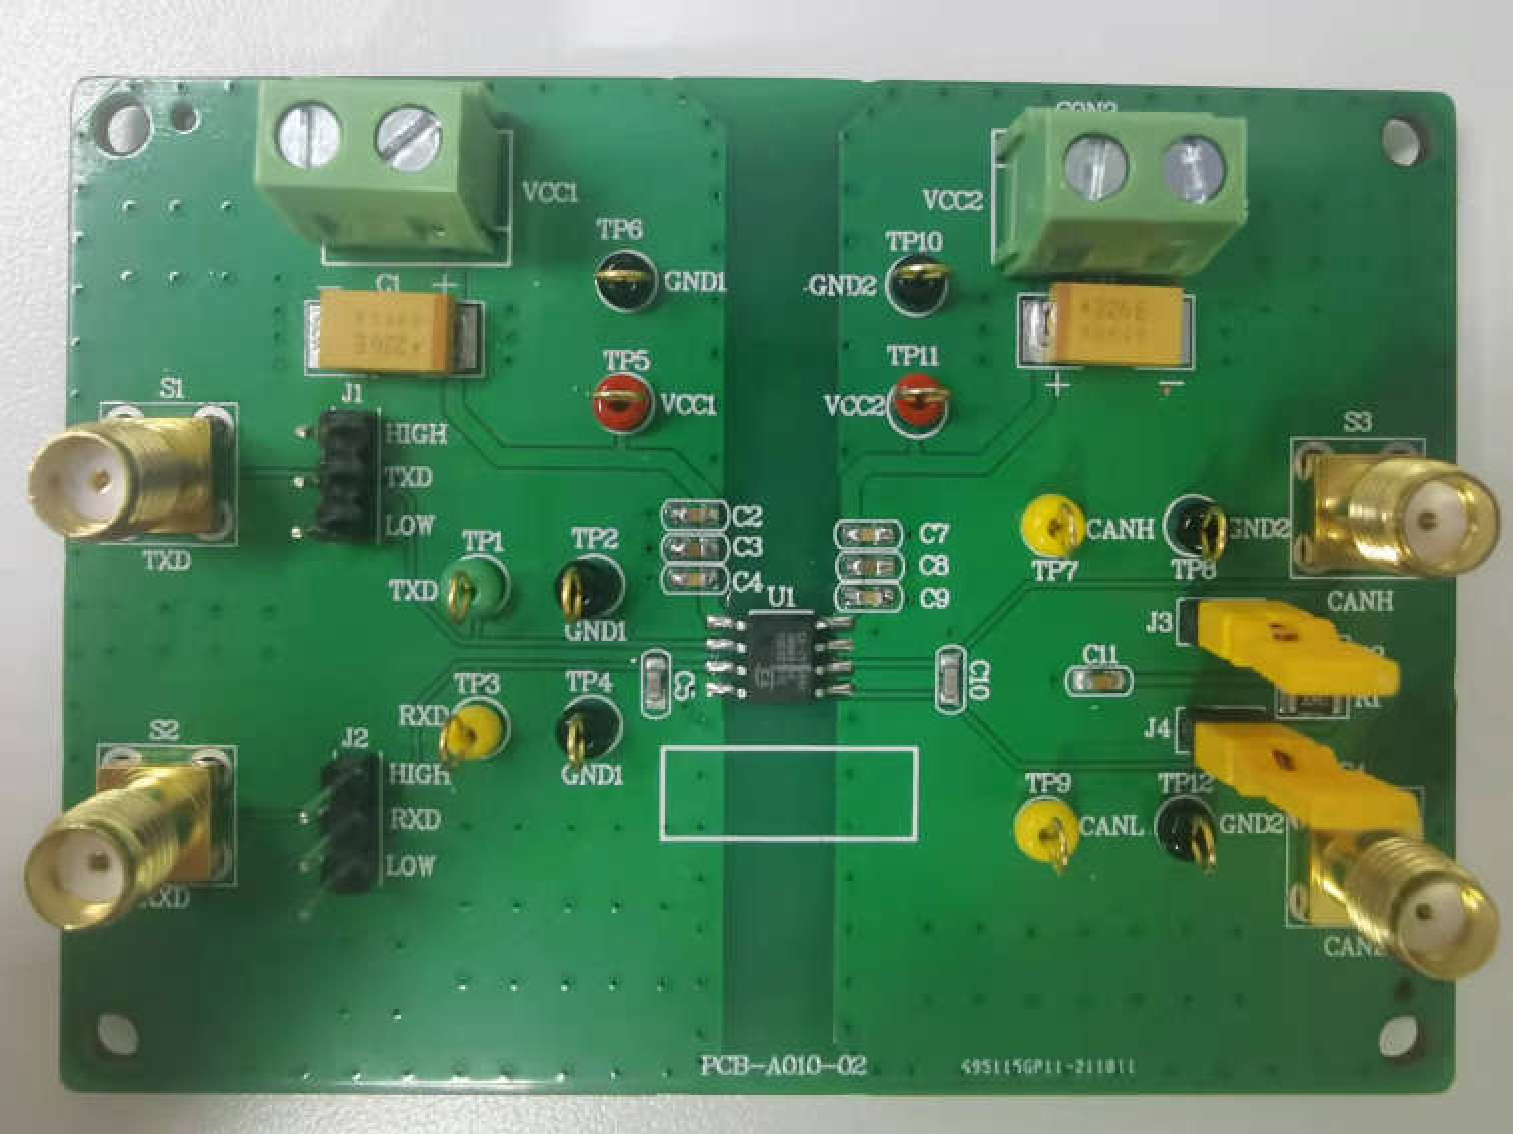 VCC1
VCC2
TP6
GND1
TP10
GND2
C1
- +
+ -
TP5
VCC1
TP11
VCC2
S1
TXD
J1
HIGH
TXD
LOW
S3
CANH
C2
C3
C4
C7
C8
C9
CANH
TP7
GND2
TP8
TP1
TXD
TP2
GND1
U1
J3
C11
C5
C10
TP3
RXD
TP4
GND1
J4
S2
J2
HIGH
RXD
LOW
TP9
CANL
TP12
GND2
PCB-A010-02